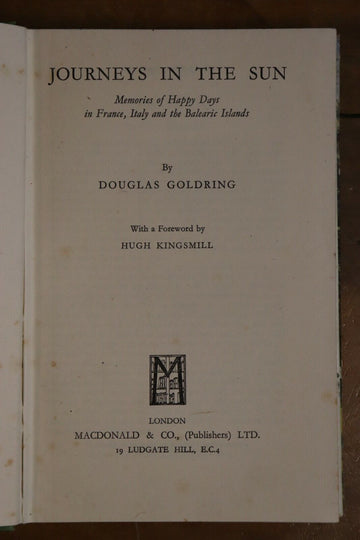 JOURNEYS IN THE SUN
Memories of Happy Days
in France, Italy and the Balearic Islands
By
DOUGLAS GOLDRING
With a Foreword by
HUGH KINGSMILL
M
LONDON
MACDONALD & CO., (Publishers) LTD.
19 LUDGATE HILL, E.C.4